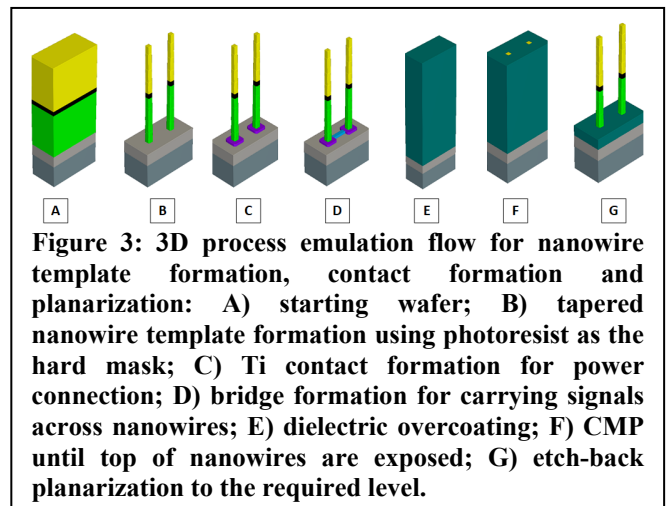 A B C D E F G
Figure 3: 3D process emulation flow for nanowire
template formation, contact formation and
planarization: A) starting wafer; B) tapered
nanowire template formation using photoresist as the
hard mask; C) Ti contact formation for power
connection; D) bridge formation for carrying signals
across nanowires; E) dielectric overcoating; F) CMP
until top of nanowires are exposed; G) etch-back
planarization to the required level.